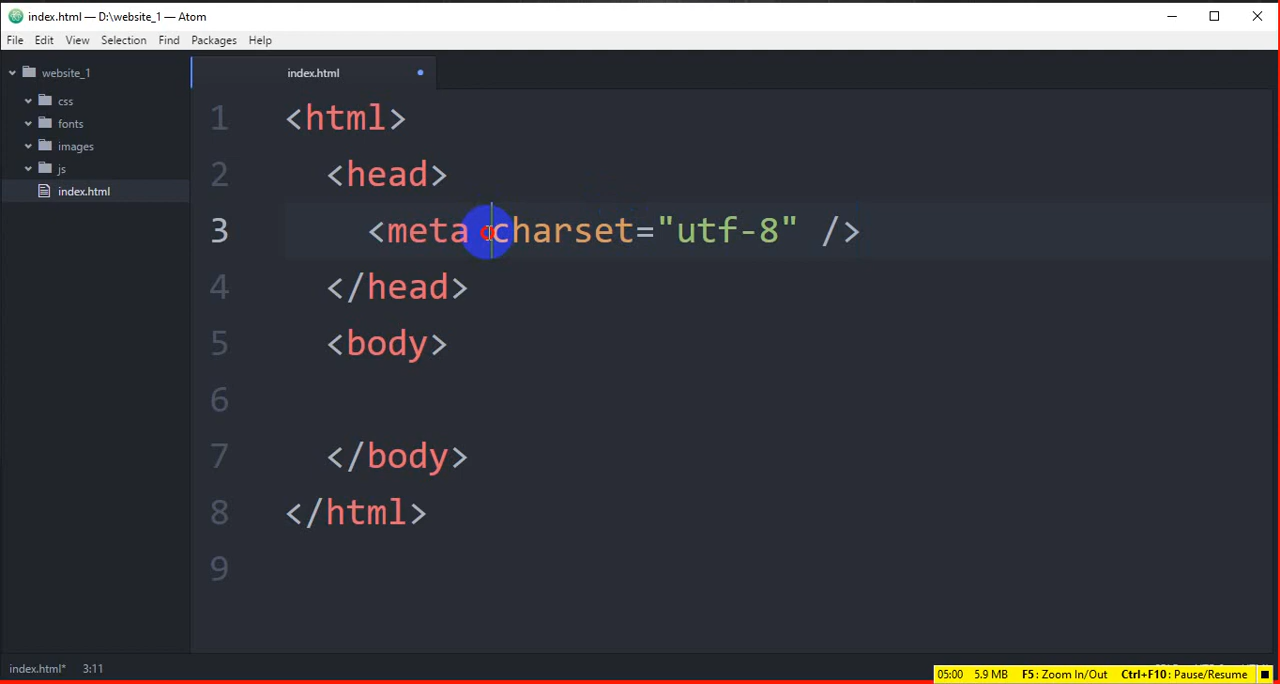 index.html — D:\website_1 — Atom
File Edit View Selection Find Packages Help
website_1
css
fonts
images
js
index.html
index.html
1 <html>
2 <head>
3 <meta charset="utf-8" />
4 </head>
5 <body>
6
7 </body>
8 </html>
9
index.html* 3:11
05:00 5.9 MB F5: Zoom In/Out Ctrl+F10: Pause/Resume